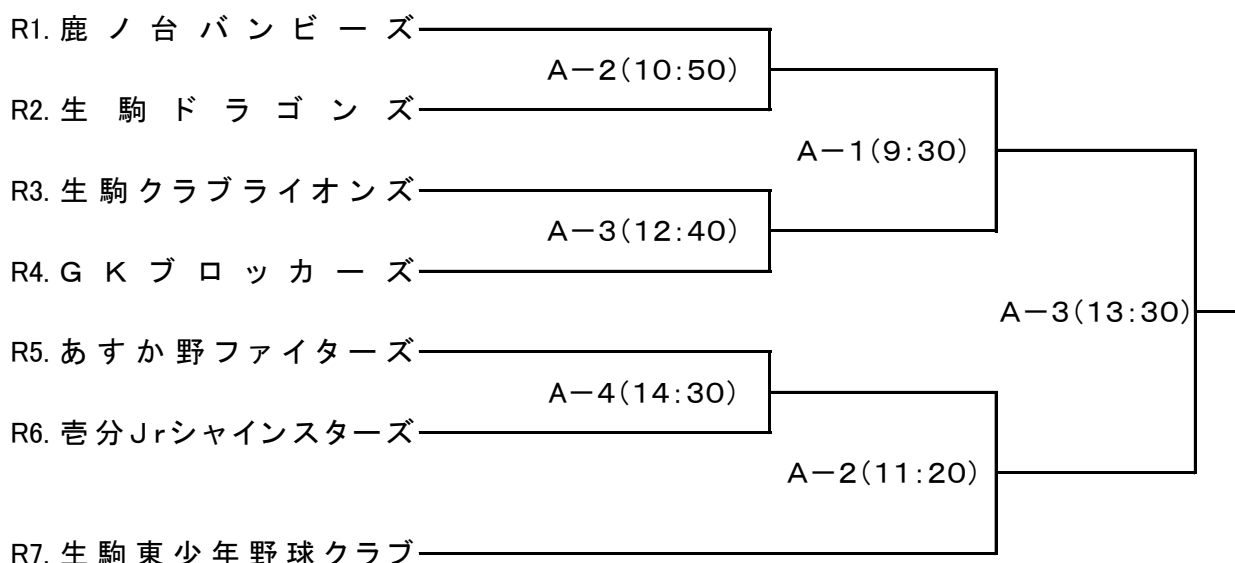 R1. 鹿ノ台バンビーズ
A－2(10:50)
R2. 生駒ドラゴンズ
A－1(9:30)
R3. 生駒クラブライオンズ
A－3(12:40)
R4. GKブロッカーズ
A－3(13:30)
R5. あすか野ファイターズ
A－4(14:30)
R6. 壱分Jrシャインスターズ
A－2(11:20)
R7. 生駒東少年野球クラブ